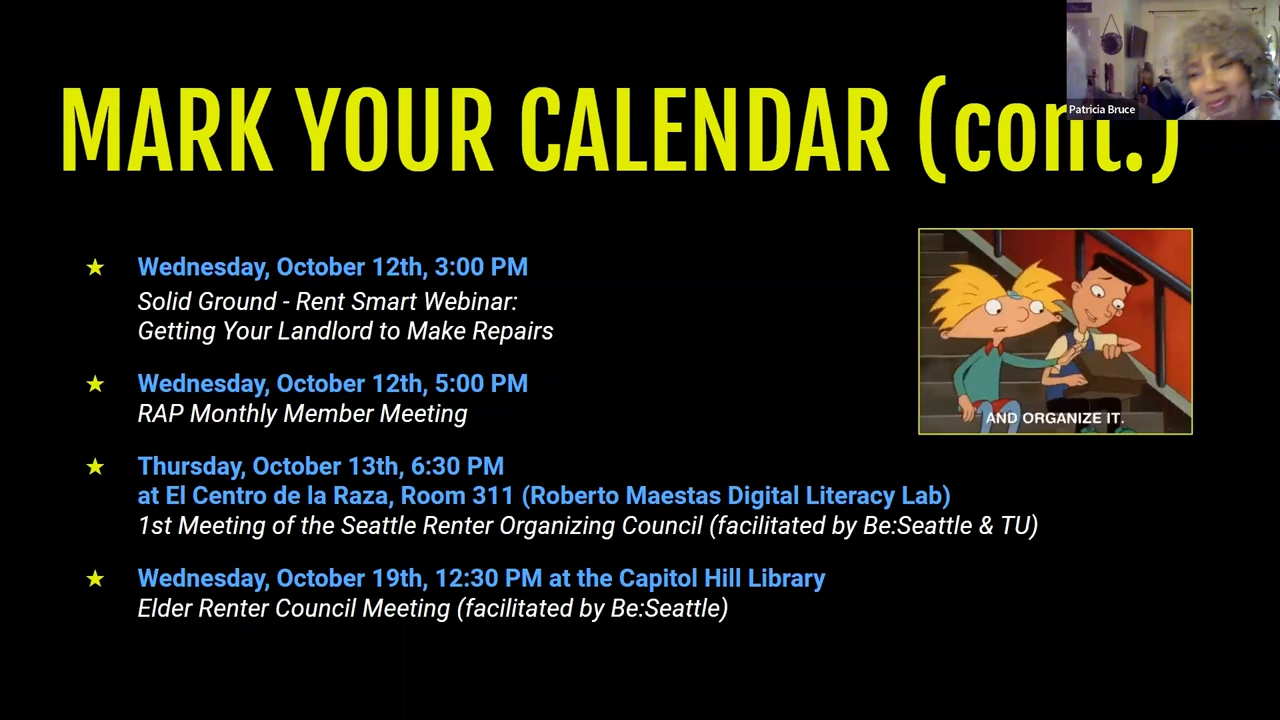 MARK YOUR CALENDAR (cont.)
Patricia Bruce
★ Wednesday, October 12th, 3:00 PM
Solid Ground - Rent Smart Webinar:
Getting Your Landlord to Make Repairs
★ Wednesday, October 12th, 5:00 PM
RAP Monthly Member Meeting
AND ORGANIZE IT.
★ Thursday, October 13th, 6:30 PM
at El Centro de la Raza, Room 311 (Roberto Maestas Digital Literacy Lab)
1st Meeting of the Seattle Renter Organizing Council (facilitated by Be:Seattle & TU)
★ Wednesday, October 19th, 12:30 PM at the Capitol Hill Library
Elder Renter Council Meeting (facilitated by Be:Seattle)